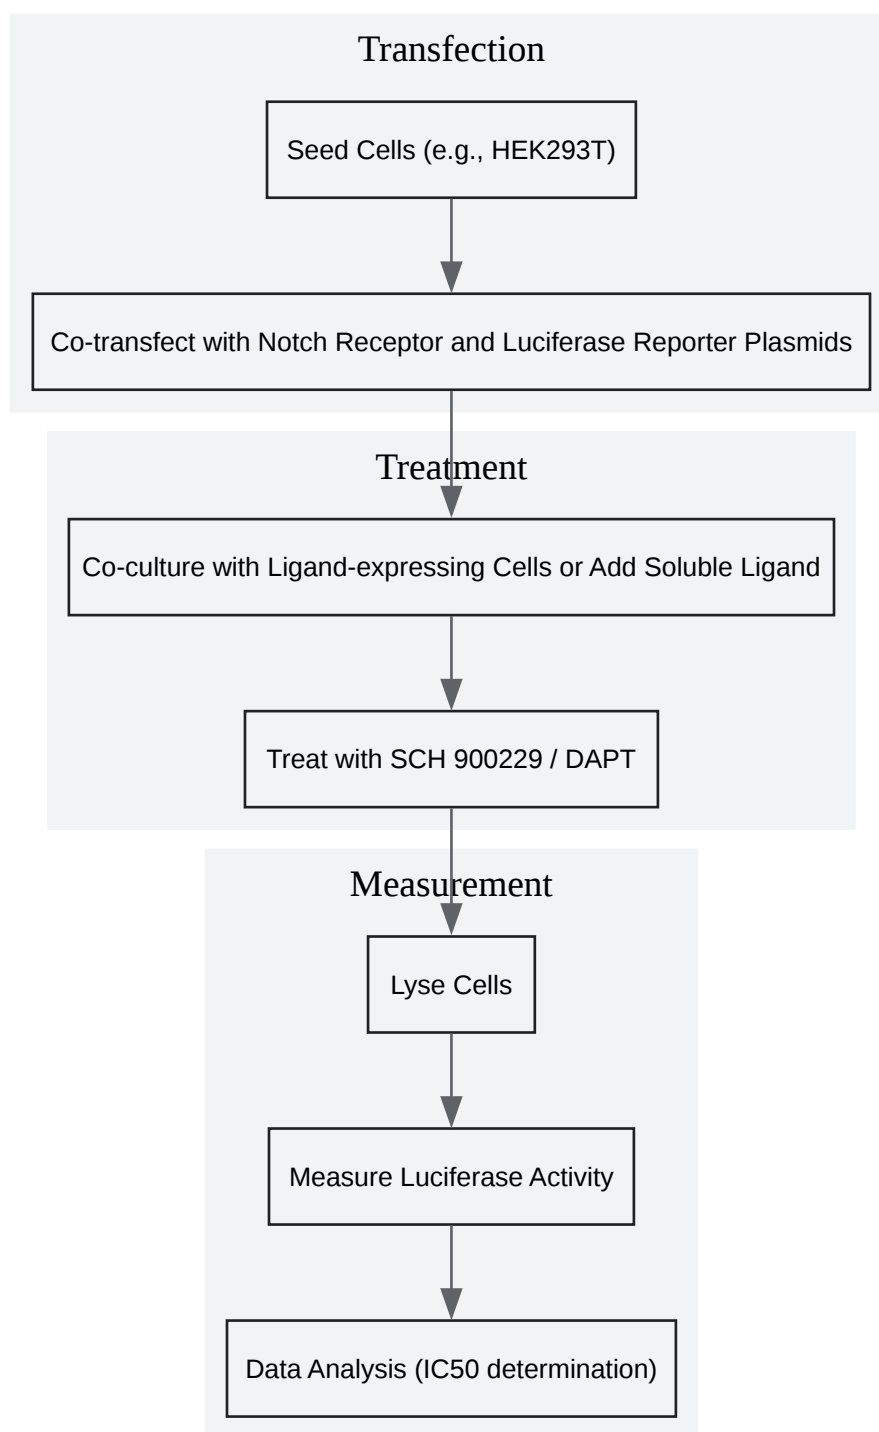 Transfection
Seed Cells (e.g., HEK293T)
Co-transfect with Notch Receptor and Luciferase Reporter Plasmids
Treatment
Co-culture with Ligand-expressing Cells or Add Soluble Ligand
Treat with SCH 900229 / DAPT
Measurement
Lyse Cells
Measure Luciferase Activity
Data Analysis (IC50 determination)